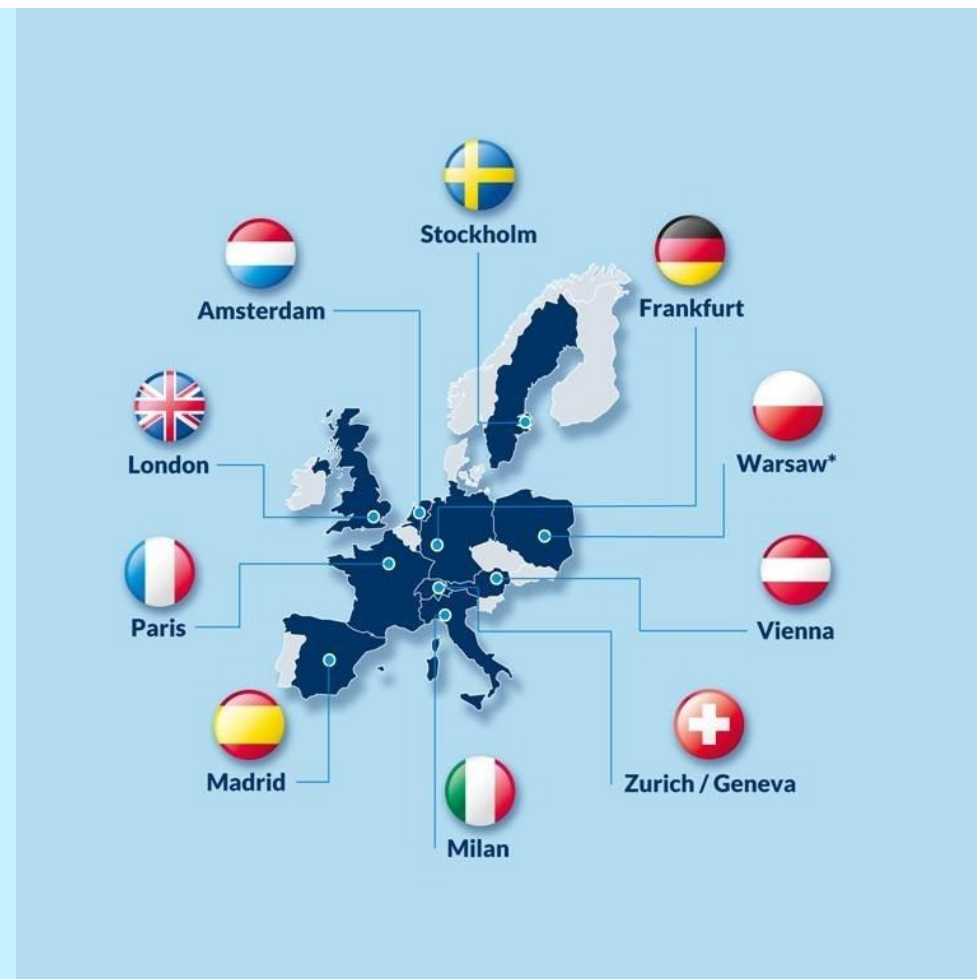 Stockholm
Amsterdam
Frankfurt
London
Warsaw*
Paris
Vienna
Madrid
Zurich / Geneva
Milan